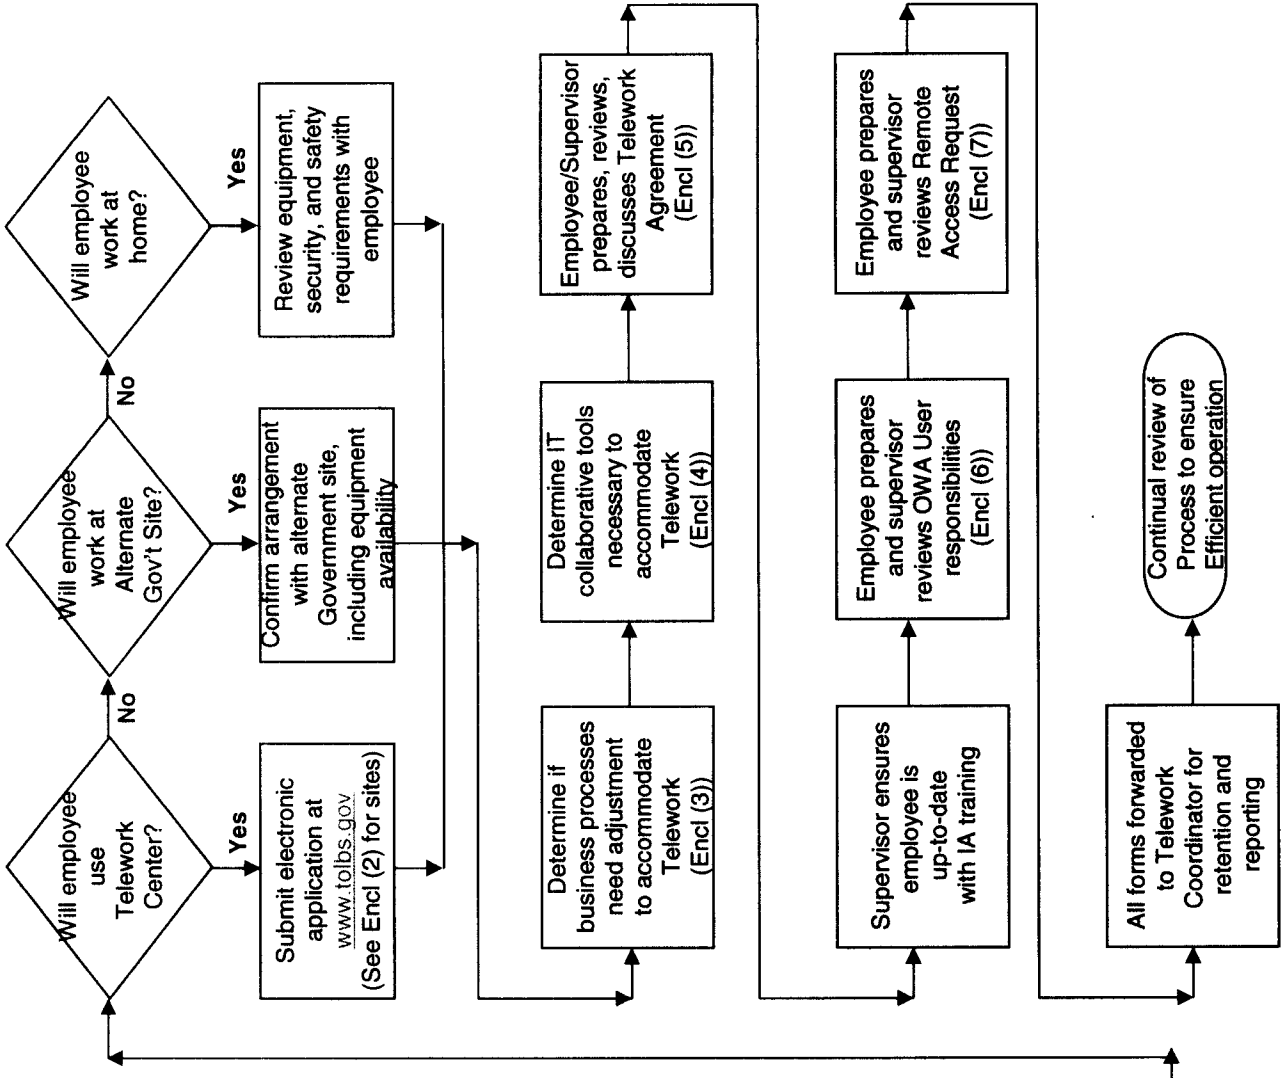 Will employee
use
Telework
Center?
No
Will employee
work at
Alternate
Gov't Site?
No
Will employee
work at
home?
Yes
Yes
Yes
Submit electronic
application at
www.tolbs.gov
(See Encl (2) for sites)
Confirm arrangement
with alternate
Government site,
including equipment
availability
Review equipment,
security, and safety
requirements with
employee
Determine if
business processes
need adjustment
to accommodate
Telework
(Encl (3))
Determine IT
collaborative tools
necessary to
accommodate
Telework
(Encl (4))
Employee/Supervisor
prepares, reviews,
discusses Telework
Agreement
(Encl (5))
Supervisor ensures
employee is
up-to-date
with IA training
Employee prepares
and supervisor
reviews OWA User
responsibilities
(Encl (6))
Employee prepares
and supervisor
reviews Remote
Access Request
(Encl (7))
All forms forwarded
to Telework
Coordinator for
retention and
reporting
Continual review of
Process to ensure
Efficient operation